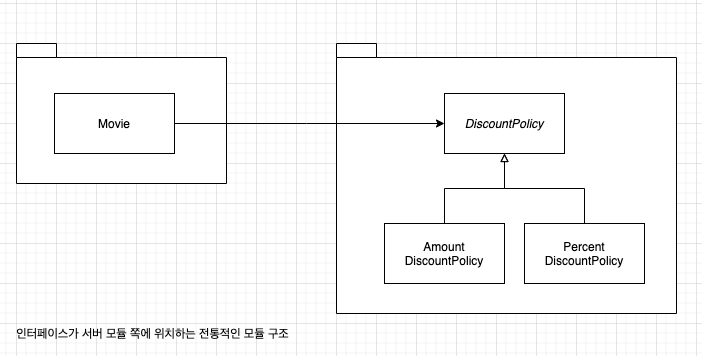 Movie
DiscountPolicy
Amount
DiscountPolicy
Percent
DiscountPolicy
인터페이스가 서버 모듈 쪽에 위치하는 전통적인 모듈 구조